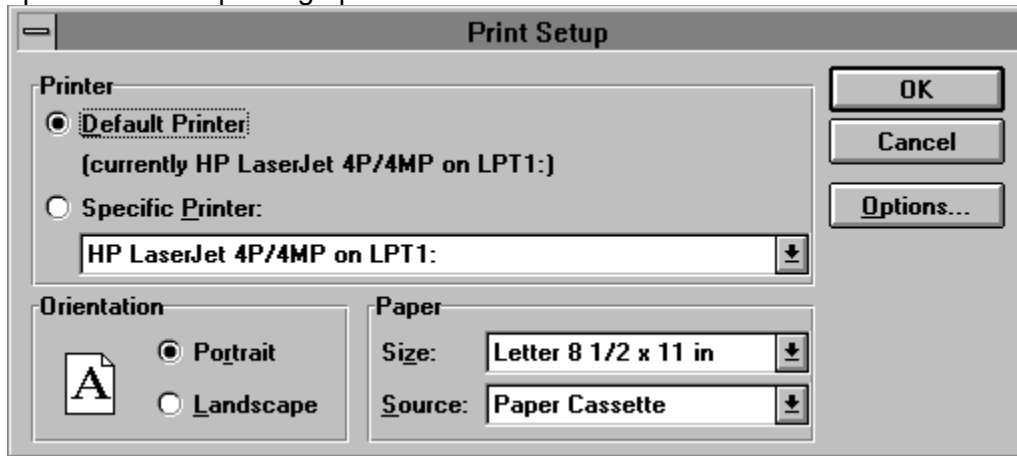 Print Setup
Printer
Default Printer
(currently HP LaserJet 4P/4MP on LPT1:)
Specific Printer:
HP LaserJet 4P/4MP on LPT1:
OK
Cancel
Options...
Orientation
A
Portrait
Landscape
Paper
Size: Letter 8 1/2 x 11 in
Source: Paper Cassette